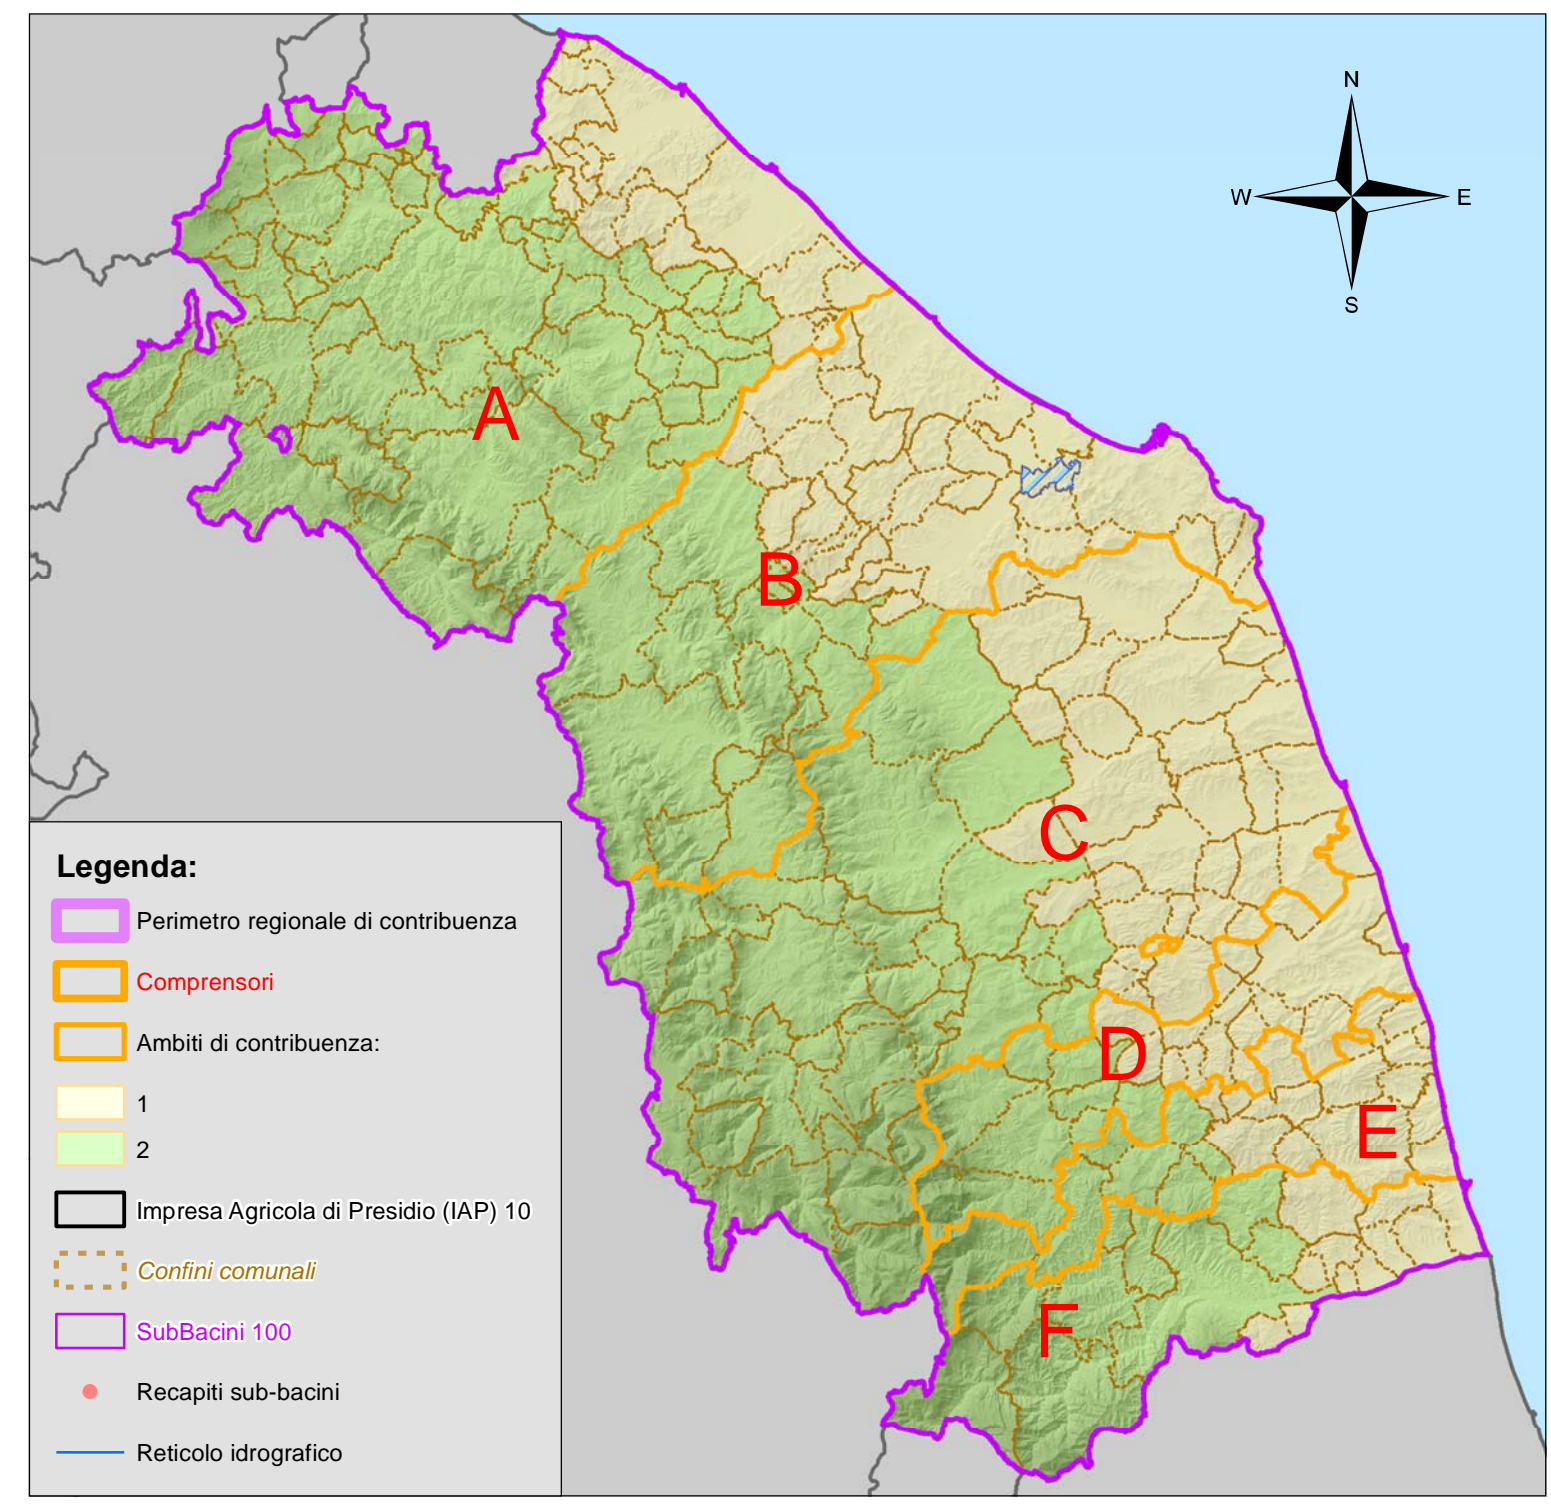 N
W
E
S
A
B
C
D
E
F
Legenda:
Perimetro regionale di contribuenza
Comprensori
Ambiti di contribuenza:
1
2
Impresa Agricola di Presidio (IAP) 10
Confini comunali
SubBacini 100
Recapiti sub-bacini
Reticolo idrografico